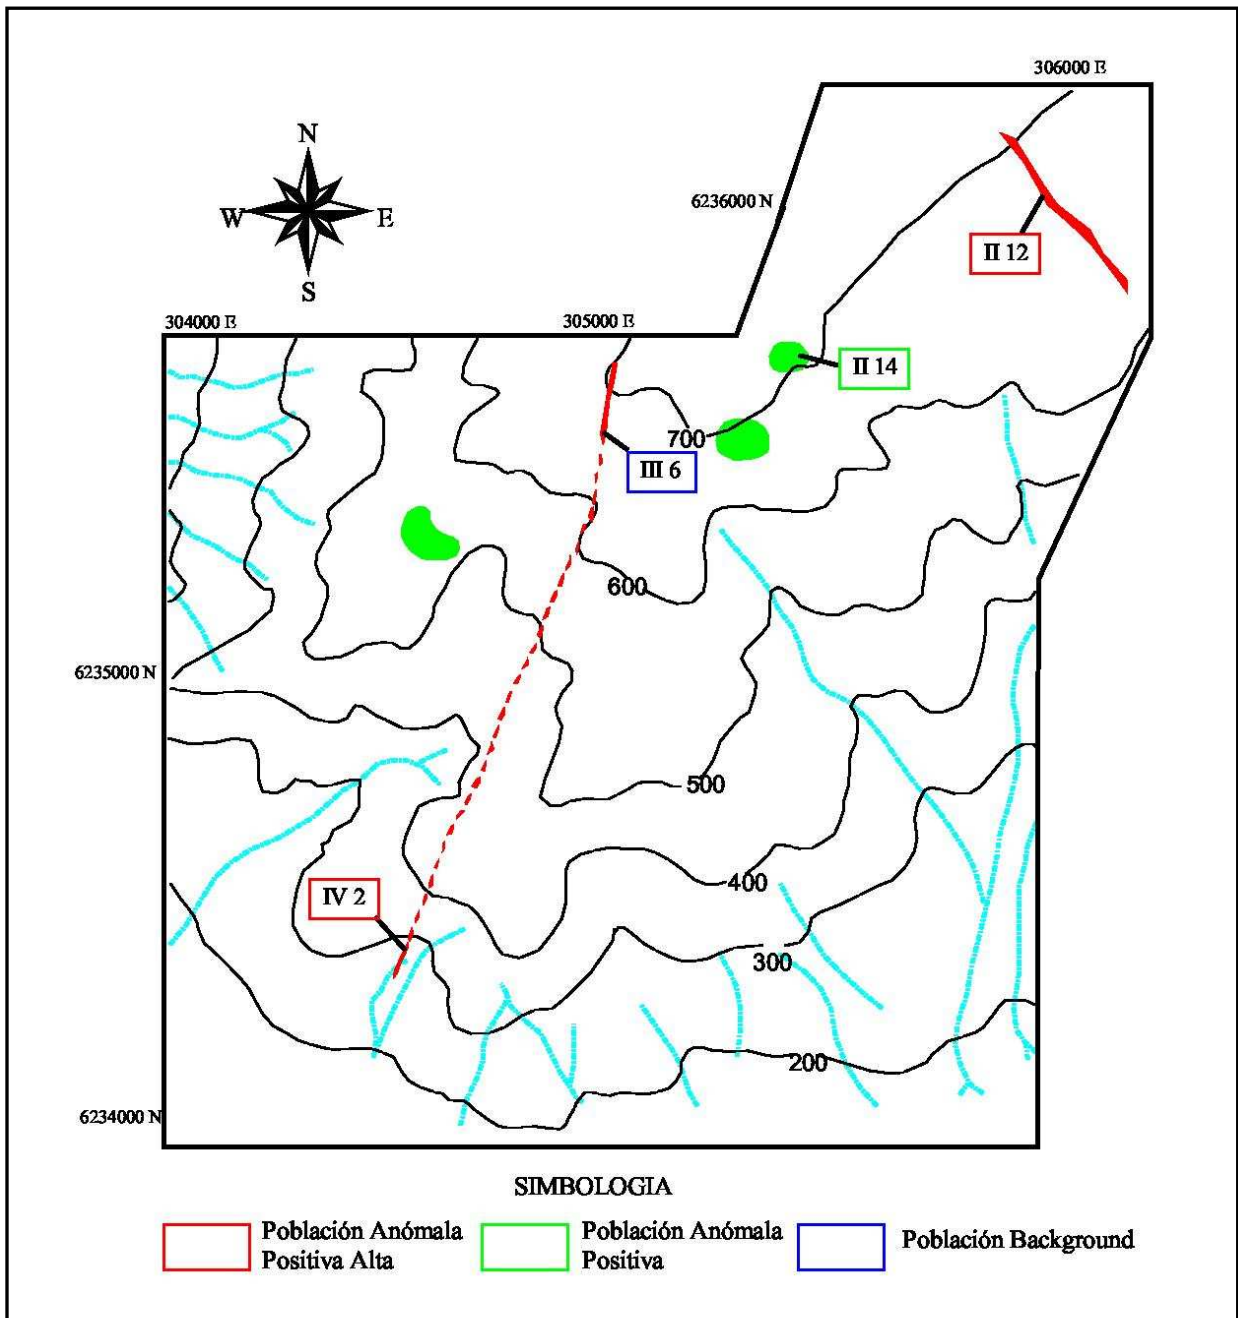 306000 E
N
W
E
S
6236000 N
II 12
304000 E
305000 E
II 14
700
III 6
600
6235000 N
500
400
IV 2
300
200
6234000 N
SIMBOLOGIA
Población Anómala
Positiva Alta
Población Anómala
Positiva
Población Background